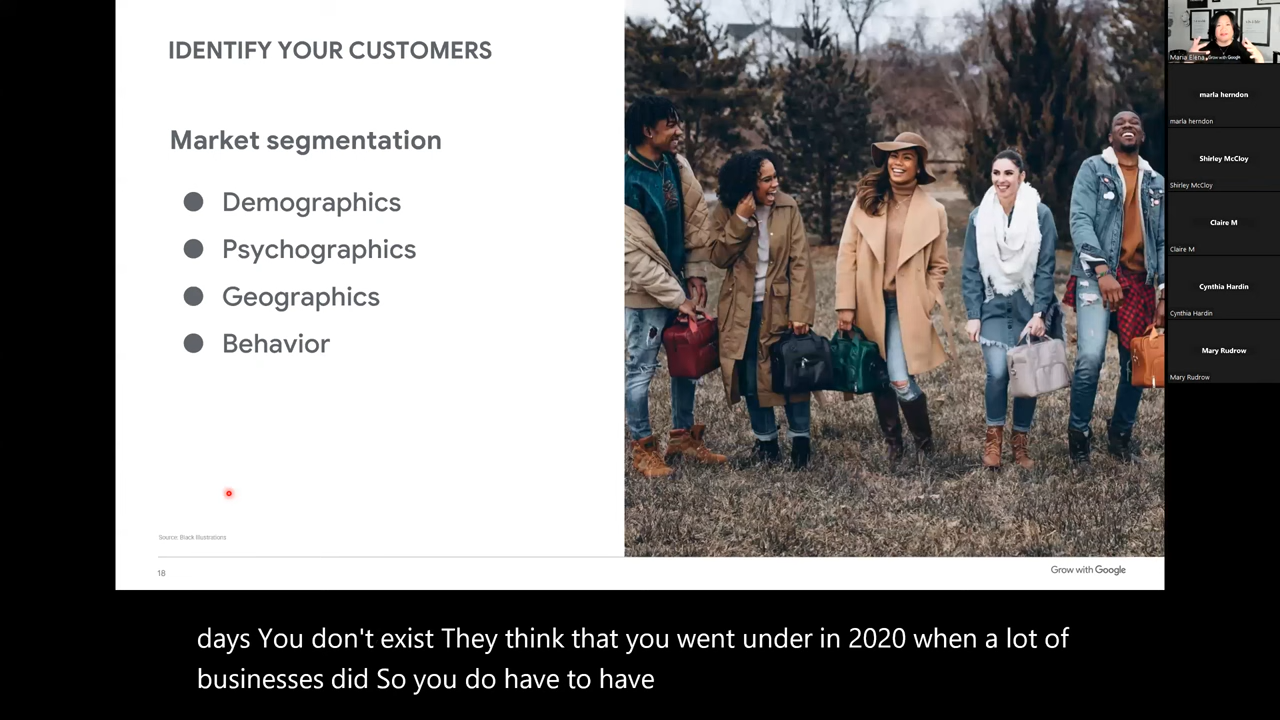 IDENTIFY YOUR CUSTOMERS
Market segmentation
● Demographics
● Psychographics
● Geographics
● Behavior
Source: Black Illustrations
18
Grow with Google
Maria Elena
Grow with Google
marla herndon
marla herndon
Shirley McCloy
Shirley McCloy
Claire M
Claire M
Cynthia Hardin
Cynthia Hardin
Mary Rudrow
Mary Rudrow
days You don't exist They think that you went under in 2020 when a lot of
businesses did So you do have to have